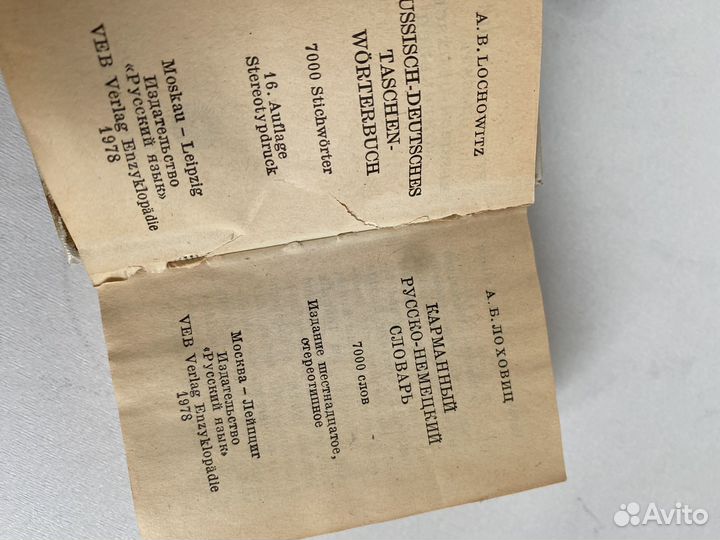 A. B. LOCHOWITZ
USSISCH-DEUTSCHES
TASCHEN-
WÖRTERBUCH
7000 Stichwörter
16. Auflage
Stereotypdruck
Moskau – Leipzig
Издательство
«Русский язык»
VEB Verlag Enzyklopädie
1978
А. Б. ЛОХОВИЦ
КАРМАННЫЙ
РУССКО-НЕМЕЦКИЙ
СЛОВАРЬ
7000 слов
Издание шестнадцатое,
стереотипное
Москва – Лейпциг
Издательство
«Русский язык»
VEB Verlag Enzyklopädie
1978
Avito